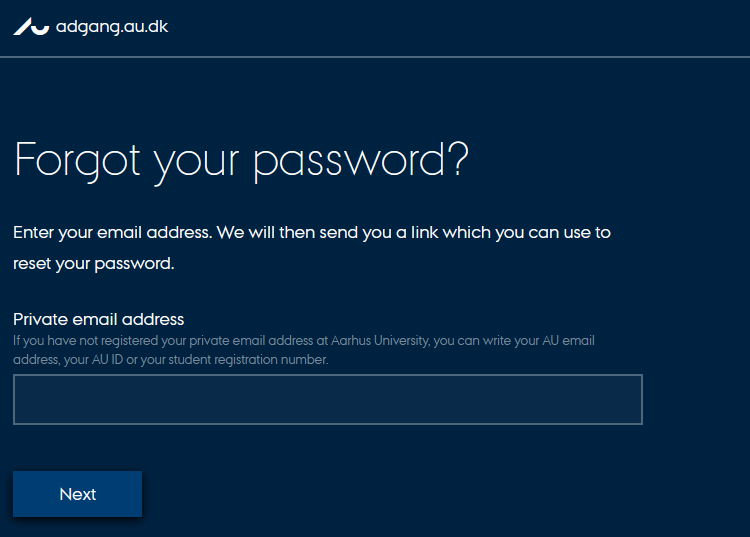 adgang.au.dk
Forgot your password?
Enter your email address. We will then send you a link which you can use to
reset your password.
Private email address
If you have not registered your private email address at Aarhus University, you can write your AU email
address, your AU ID or your student registration number.
Next